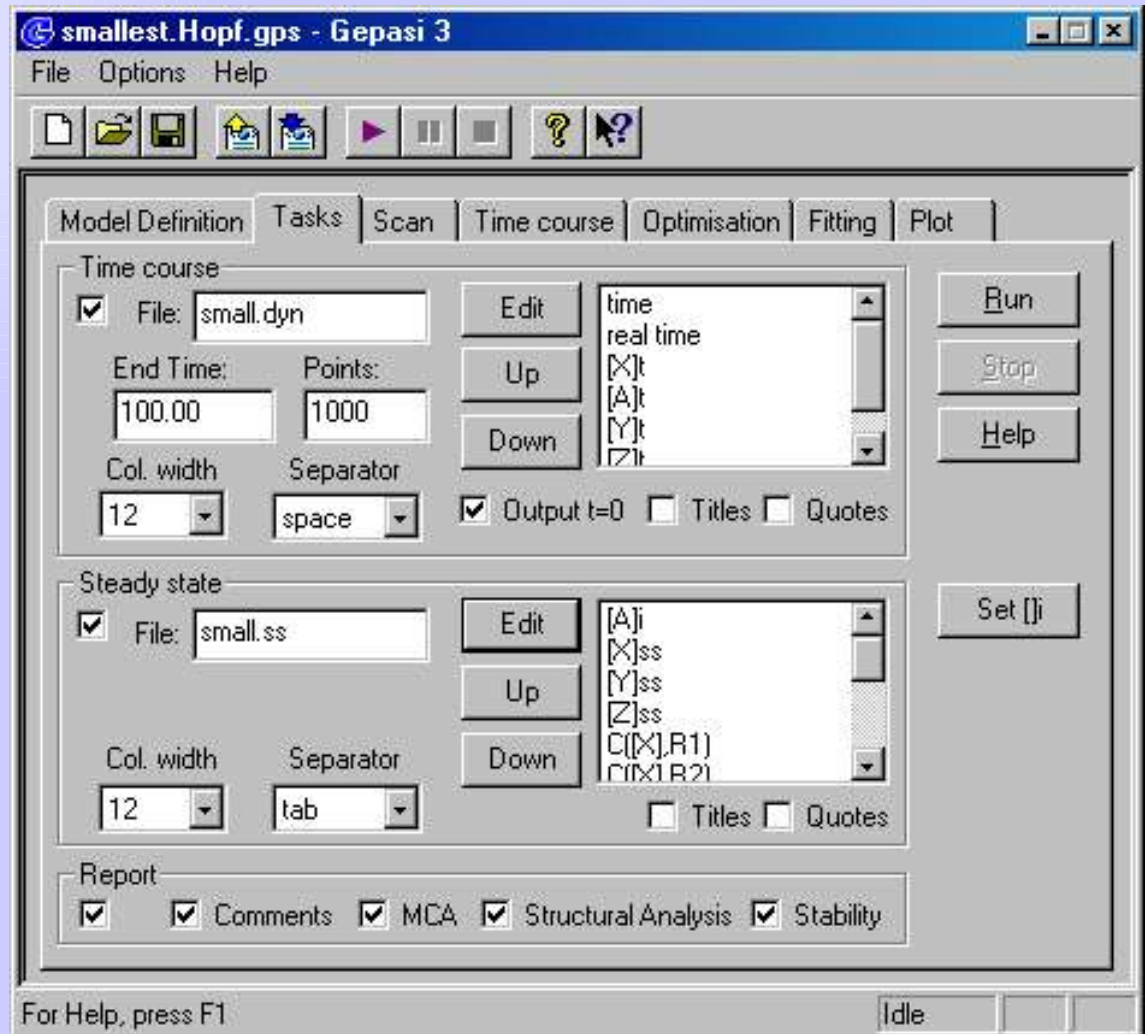 smallest.Hopf.gps - Gepasi 3
File Options Help
Model Definition Tasks Scan Time course Optimisation Fitting Plot
Time course
File: small.dyn
Edit
time
real time
[X]t
[A]t
[Y]t
[Z]t
Run
End Time: Points:
100.00 1000
Up
Stop
Down
Help
Col. width Separator
12 space
Output t=0 Titles Quotes
Steady state
File: small.ss
Edit
[A]i
[X]ss
[Y]ss
[Z]ss
C([X],R1)
C([X],R2)
Set []i
Up
Col. width Separator
Down
12 tab
Titles Quotes
Report
Comments MCA Structural Analysis Stability
For Help, press F1 Idle